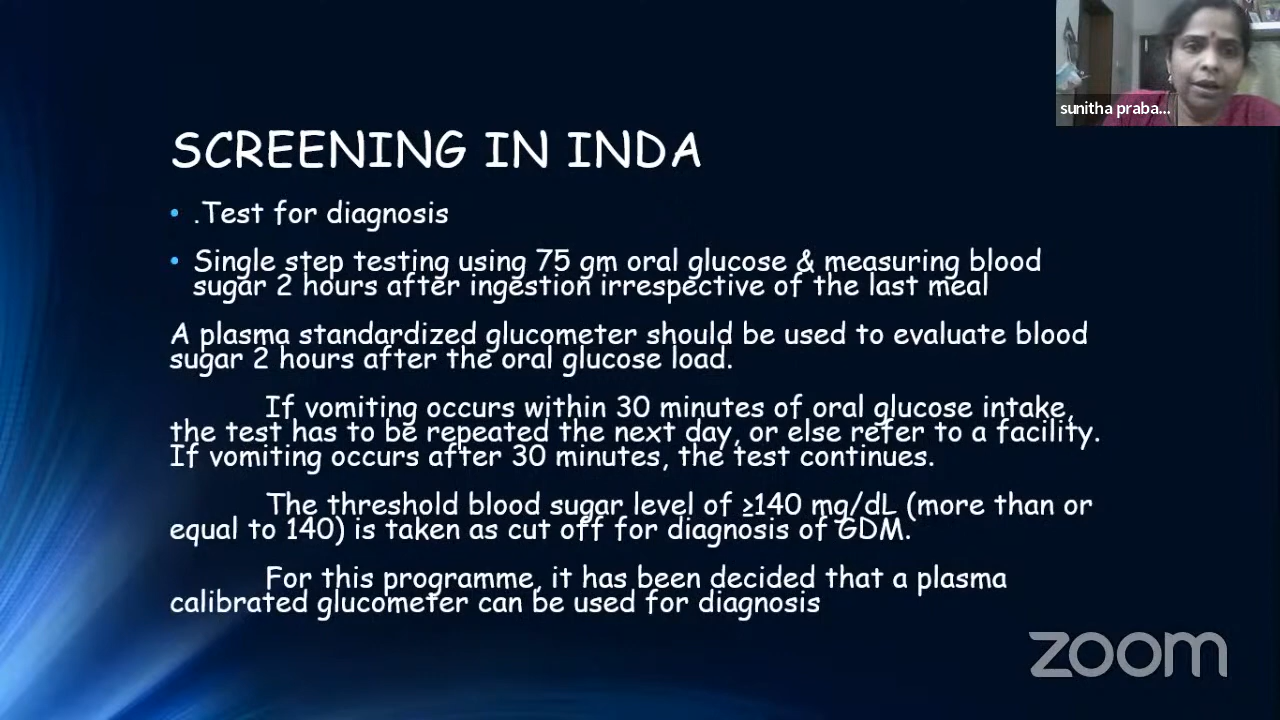 sunitha praba...
SCREENING IN INDA
• .Test for diagnosis
• Single step testing using 75 gm oral glucose & measuring blood
sugar 2 hours after ingestion irrespective of the last meal
A plasma standardized glucometer should be used to evaluate blood
sugar 2 hours after the oral glucose load.
If vomiting occurs within 30 minutes of oral glucose intake,
the test has to be repeated the next day, or else refer to a facility.
If vomiting occurs after 30 minutes, the test continues.
The threshold blood sugar level of ≥140 mg/dL (more than or
equal to 140) is taken as cut off for diagnosis of GDM.
For this programme, it has been decided that a plasma
calibrated glucometer can be used for diagnosis
zoom